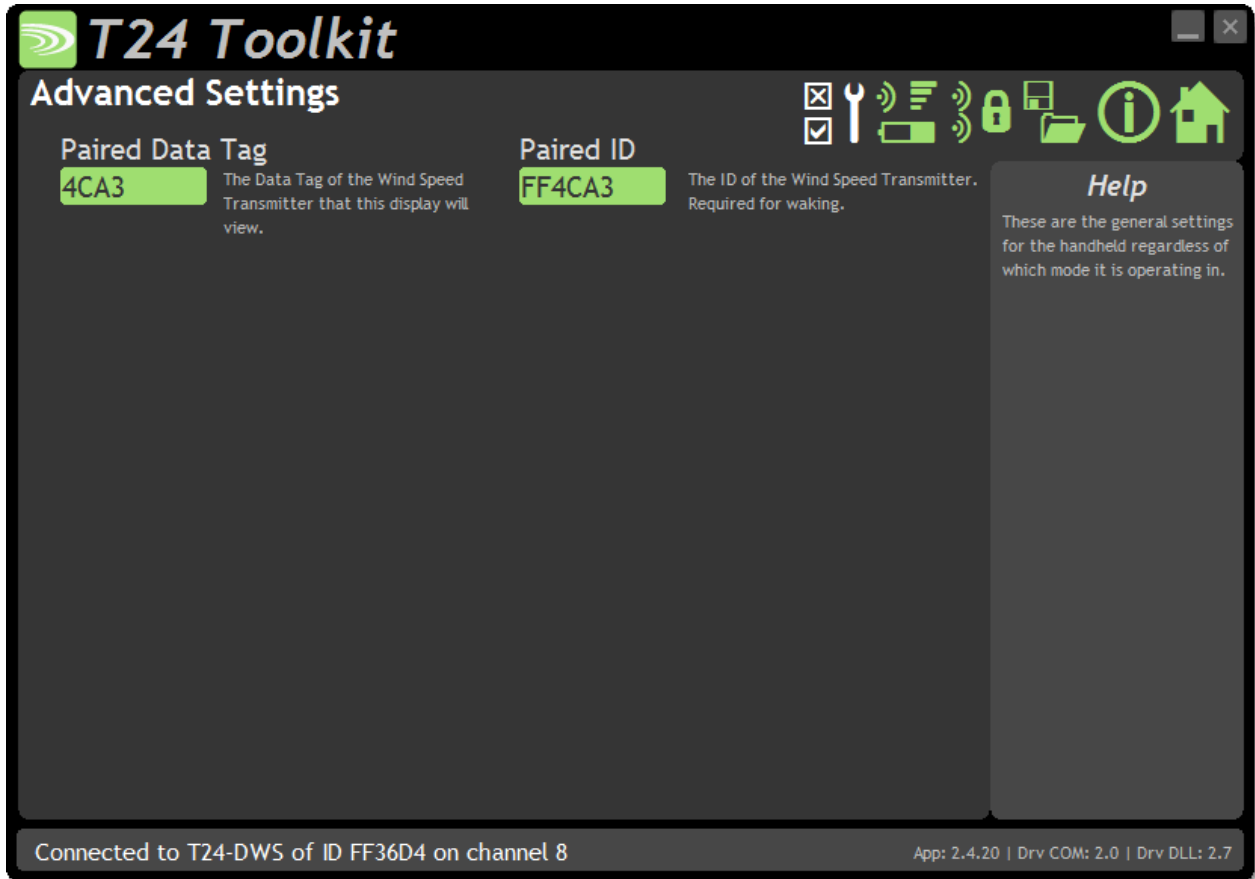 T24 Toolkit
Advanced Settings
Paired Data Tag
4CA3
The Data Tag of the Wind Speed
Transmitter that this display will
view.
Paired ID
FF4CA3
The ID of the Wind Speed Transmitter.
Required for waking.
Help
These are the general settings
for the handheld regardless of
which mode it is operating in.
Connected to T24-DWS of ID FF36D4 on channel 8
App: 2.4.20 | Drv COM: 2.0 | Drv DLL: 2.7